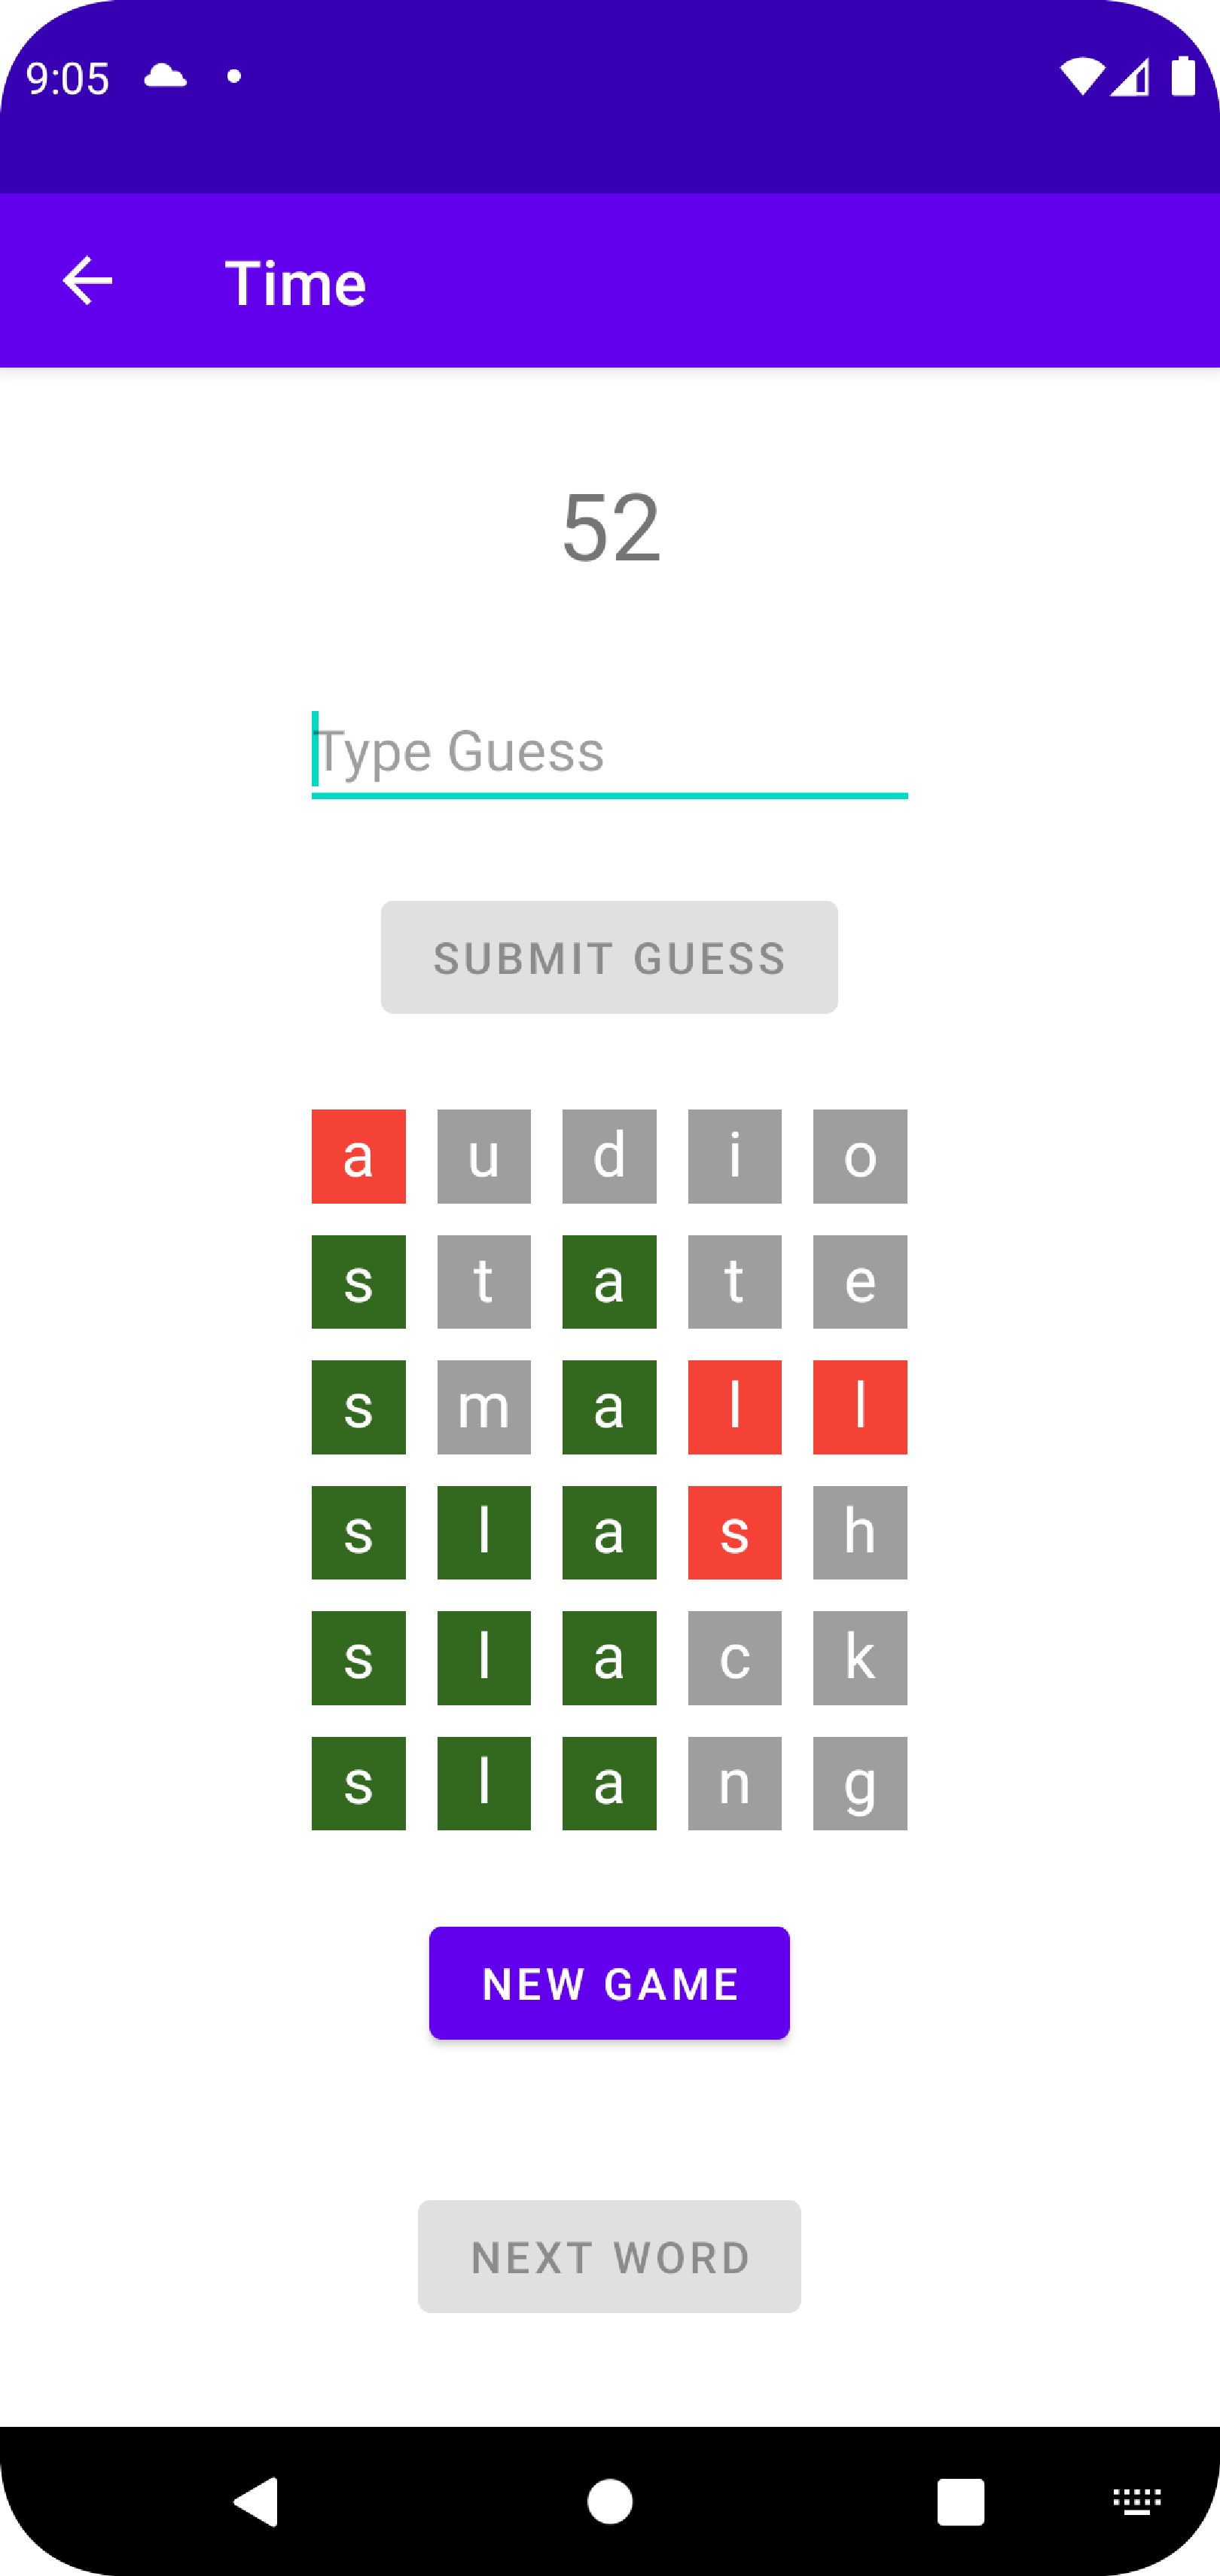 9:05
Time
52
Type Guess
SUBMIT GUESS
a u d i o
s t a t e
s m a l l
s l a s h
s l a c k
s l a n g
NEW GAME
NEXT WORD